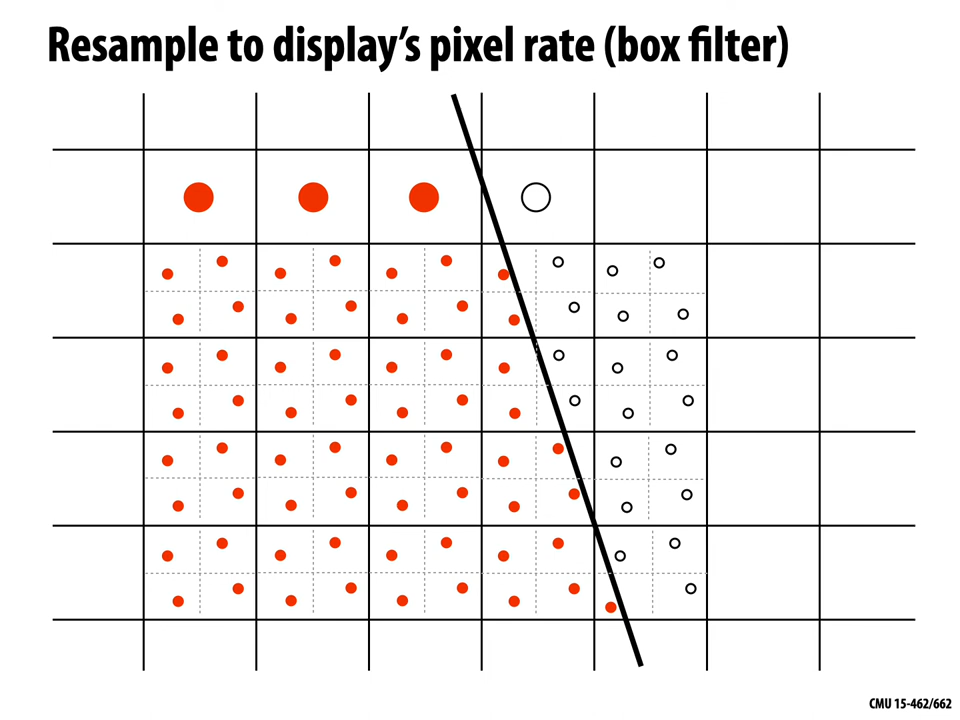 Resample to display’s pixel rate (box filter)
CMU 15-462/662